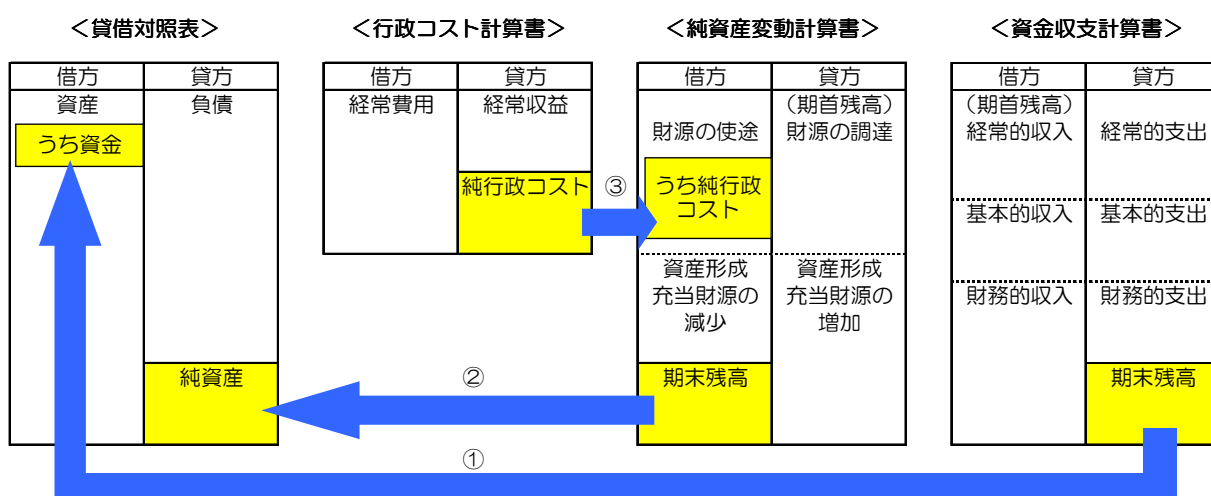 ＜貸借対照表＞
借方
貸方
資産
負債
うち資金
純資産
＜行政コスト計算書＞
借方
貸方
経常費用
経常収益
純行政コスト
③
＜純資産変動計算書＞
借方
貸方
（期首残高）
財源の使途
財源の調達
うち純行政
コスト
資産形成
充当財源の
減少
資産形成
充当財源の
増加
期末残高
②
①
＜資金収支計算書＞
借方
貸方
（期首残高）
経常的収入
経常的支出
基本的収入
基本的支出
財務的収入
財務的支出
期末残高